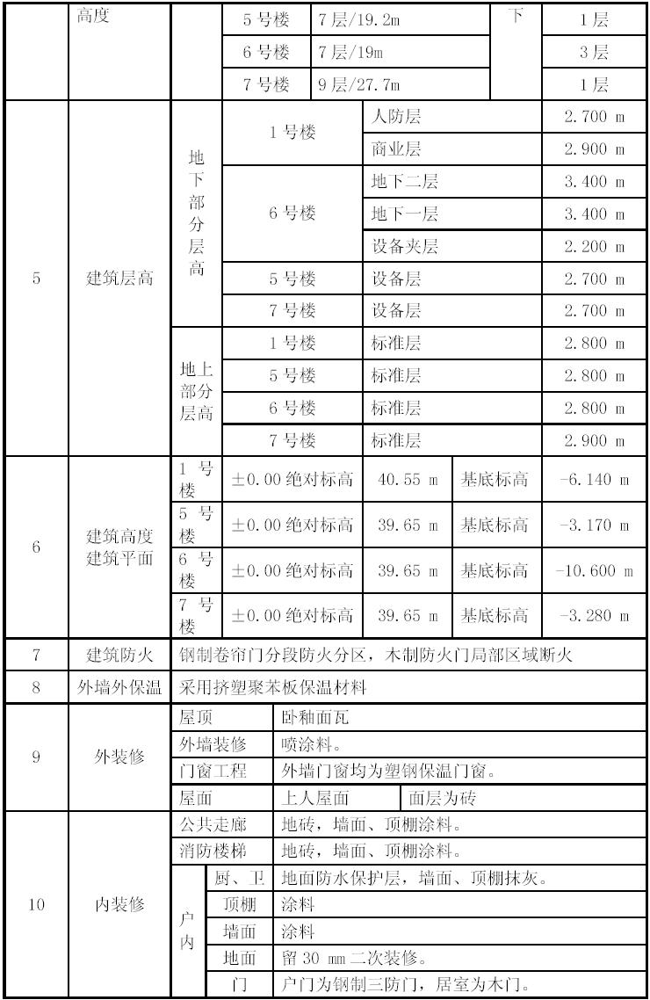 高度
5 号楼 7 层/19.2m 下 1 层
6 号楼 7 层/19m 3 层
7 号楼 9 层/27.7m 1 层
5 建筑层高 地下部分层高 1 号楼 人防层 2.700 m
商业层 2.900 m
6 号楼 地下二层 3.400 m
地下一层 3.400 m
设备夹层 2.200 m
5 号楼 设备层 2.700 m
7 号楼 设备层 2.700 m
地上部分层高 1 号楼 标准层 2.800 m
5 号楼 标准层 2.800 m
6 号楼 标准层 2.800 m
7 号楼 标准层 2.900 m
6 建筑高度建筑平面 1 号楼 ±0.00 绝对标高 40.55 m 基底标高 -6.140 m
5 号楼 ±0.00 绝对标高 39.65 m 基底标高 -3.170 m
6 号楼 ±0.00 绝对标高 39.65 m 基底标高 -10.600 m
7 号楼 ±0.00 绝对标高 39.65 m 基底标高 -3.280 m
7 建筑防火 钢制卷帘门分段防火分区，木制防火门局部区域断火
8 外墙外保温 采用挤塑聚苯板保温材料
9 外装修 屋顶 卧釉面瓦
外墙装修 喷涂料。
门窗工程 外墙门窗均为塑钢保温门窗。
屋面 上人屋面 面层为砖
10 内装修 公共走廊 地砖，墙面、顶棚涂料。
消防楼梯 地砖，墙面、顶棚涂料。
户内 厨、卫 地面防水保护层，墙面、顶棚抹灰。
顶棚 涂料
墙面 涂料
地面 留 30 mm 二次装修。
门 户门为钢制三防门，居室为木门。